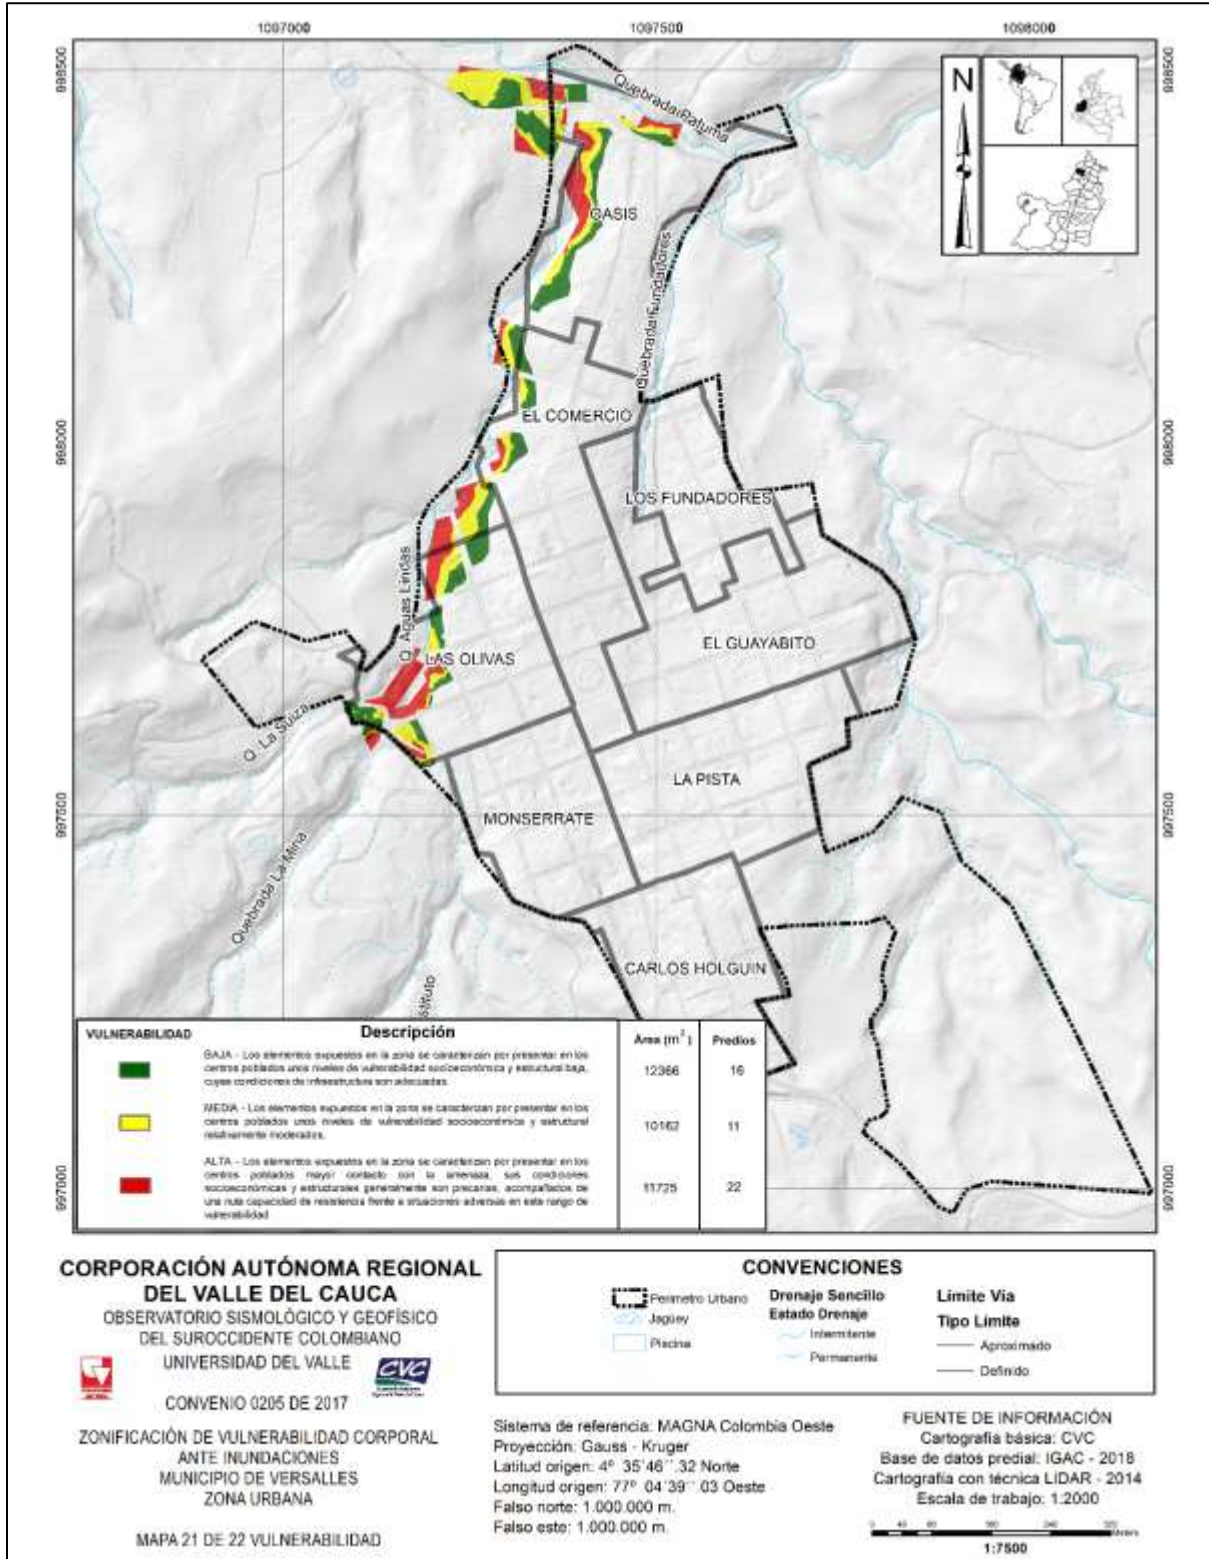 1097000 1097500 1098000
998500 998500
N
Quebrada Patuma
OASIS
Quebrada Fundadores
EL COMERCIO
998000 998000
LOS FUNDADORES
Q. Aguas Lindas
EL GUAYABITO
LAS OLIVAS
Q. La Suiza
LA PISTA
MONSERRATE
997500 997500
Quebrada La Mina
CARLOS HOLGUIN
stituto
VULNERABILIDAD Descripción Área (m²) Predios
BAJA - Los elementos expuestos en la zona se caracterizan por presentar en los
centros poblados unos niveles de vulnerabilidad socioeconómica y estructural baja,
cuyas condiciones de infraestructura son adecuadas.
12366 16
MEDIA - Los elementos expuestos en la zona se caracterizan por presentar en los
centros poblados unos niveles de vulnerabilidad socioeconómica y estructural
relativamente moderados.
10162 11
ALTA - Los elementos expuestos en la zona se caracterizan por presentar en los
centros poblados mayor contacto con la amenaza, sus condiciones
socioeconómicas y estructurales generalmente son precarias, acompañados de
una nula capacidad de resistencia frente a situaciones adversas en este rango de
vulnerabilidad
11725 22
997000 997000
CORPORACIÓN AUTÓNOMA REGIONAL
DEL VALLE DEL CAUCA
OBSERVATORIO SISMOLÓGICO Y GEOFÍSICO
DEL SUROCCIDENTE COLOMBIANO
UNIVERSIDAD DEL VALLE
CVC
CONVENIO 0205 DE 2017
ZONIFICACIÓN DE VULNERABILIDAD CORPORAL
ANTE INUNDACIONES
MUNICIPIO DE VERSALLES
ZONA URBANA
MAPA 21 DE 22 VULNERABILIDAD
CONVENCIONES
Perimetro Urbano
Jagüey
Piscina
Drenaje Sencillo
Estado Drenaje
Intermitente
Permanente
Límite Vía
Tipo Límite
Aproximado
Definido
Sistema de referencia: MAGNA Colombia Oeste
Proyección: Gauss - Kruger
Latitud origen: 4º 35'46''.32 Norte
Longitud origen: 77º 04'39''.03 Oeste
Falso norte: 1.000.000 m.
Falso este: 1.000.000 m.
FUENTE DE INFORMACIÓN
Cartografía básica: CVC
Base de datos predial: IGAC - 2018
Cartografía con técnica LIDAR - 2014
Escala de trabajo: 1:2000
1:7500